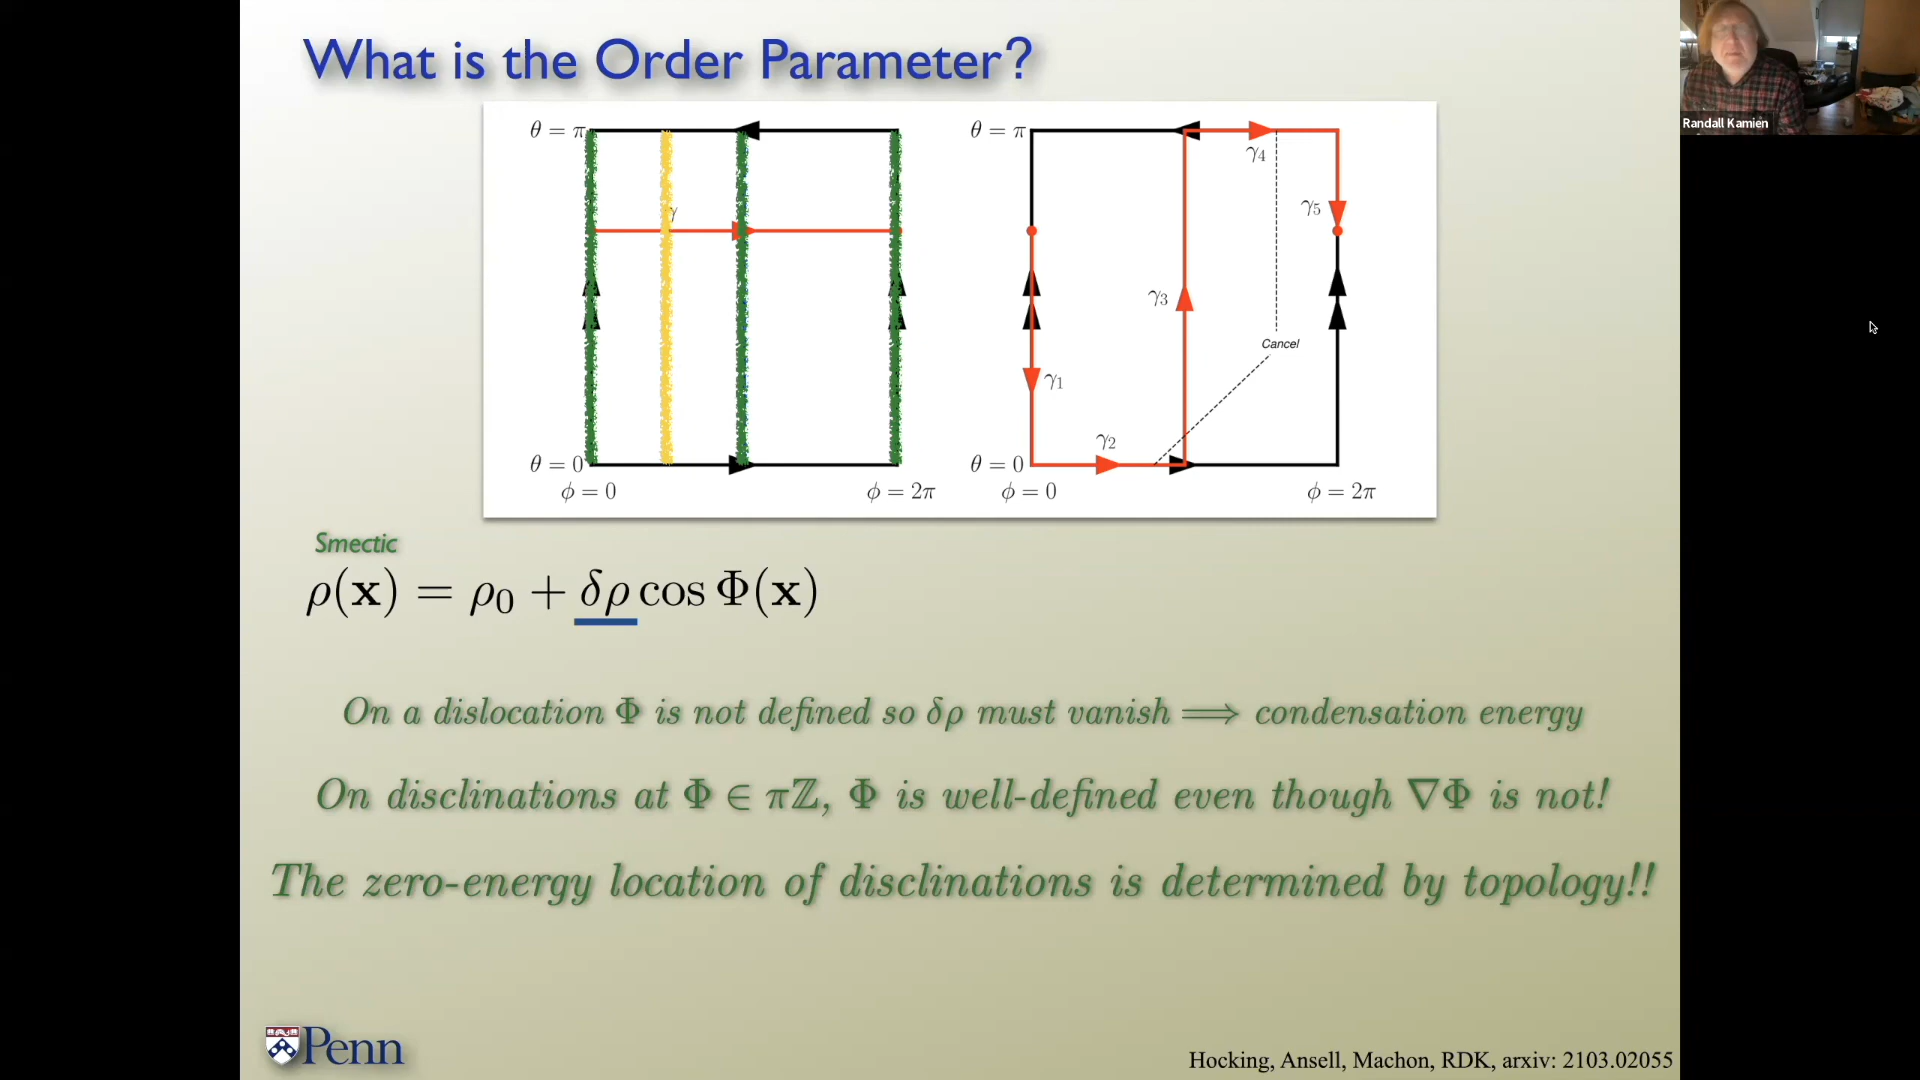 What is the Order Parameter?
Randall Kamien
θ = π
γ
θ = 0
ϕ = 0
ϕ = 2π
θ = π
γ4
γ5
γ3
Cancel
γ1
γ2
θ = 0
ϕ = 0
ϕ = 2π
Smectic
ρ(x) = ρ0 + δρ cos Φ(x)
On a dislocation Φ is not defined so δρ must vanish ⟹ condensation energy
On disclinations at Φ ∈ πℤ, Φ is well-defined even though ∇Φ is not!
The zero-energy location of disclinations is determined by topology!!
Penn
Hocking, Ansell, Machon, RDK, arxiv: 2103.02055